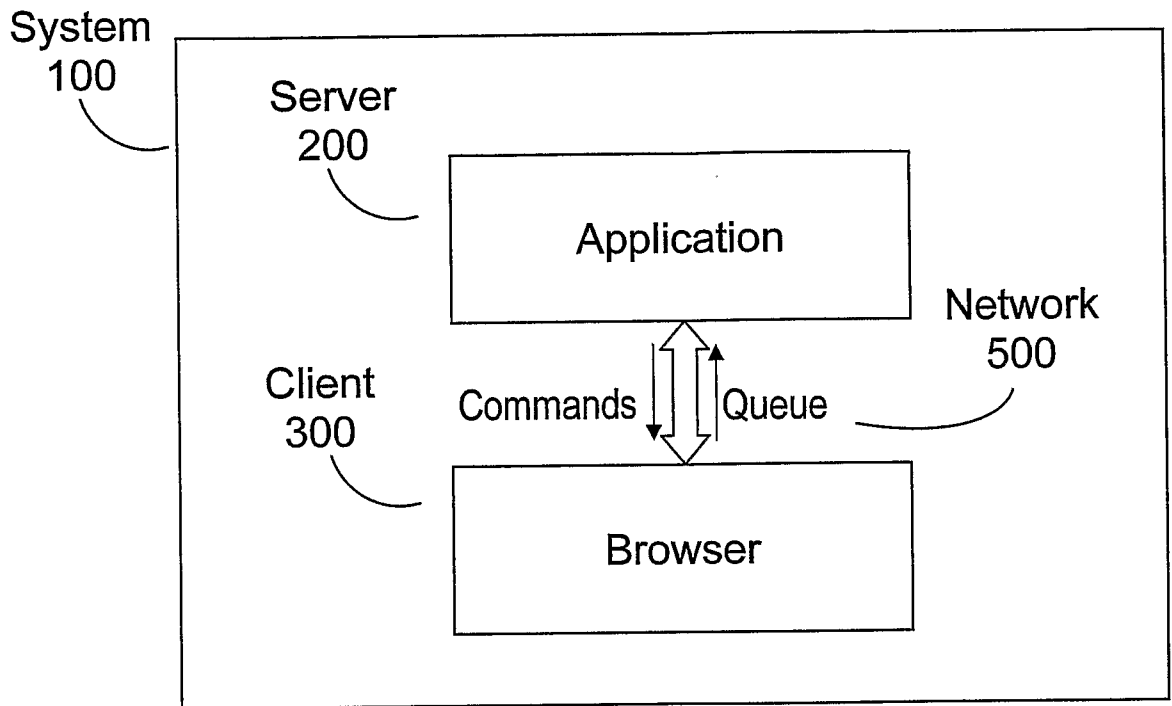 System
100
Server
200
Application
Network
500
Client
300
Commands
Queue
Browser